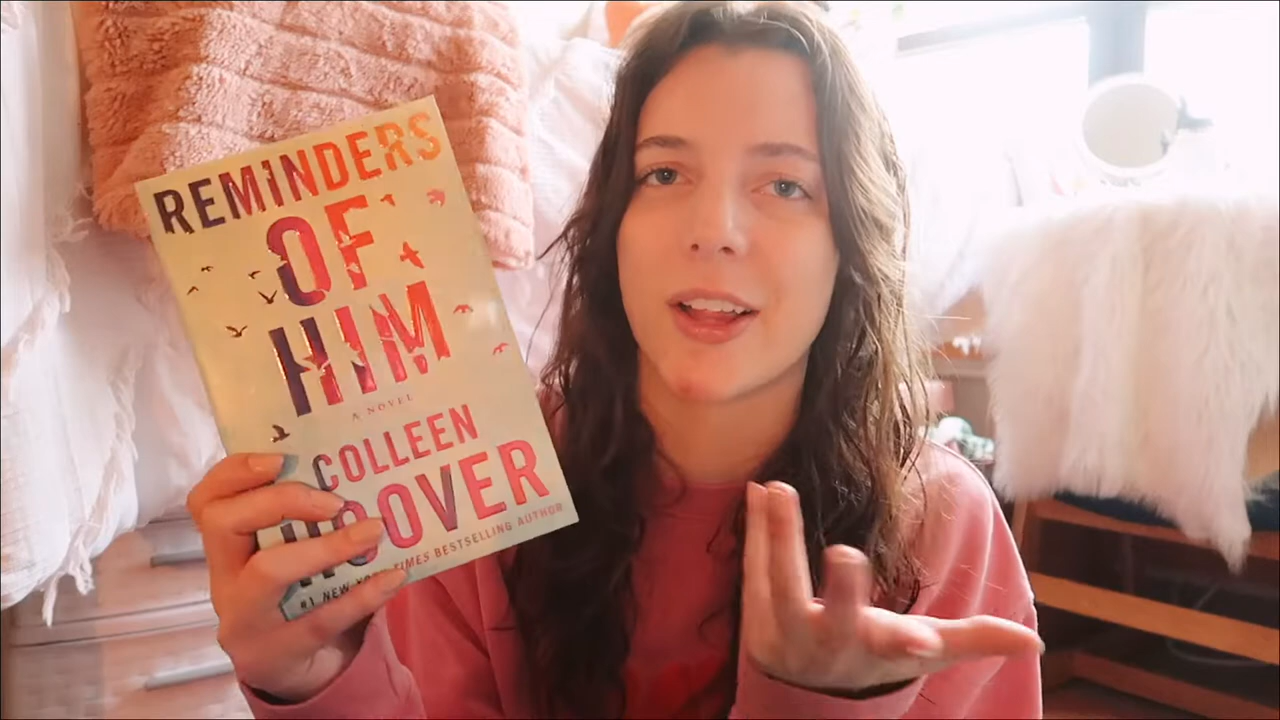 REMINDERS
OF
HIM
A NOVEL
COLLEEN
HOOVER
#1 NEW YORK TIMES BESTSELLING AUTHOR